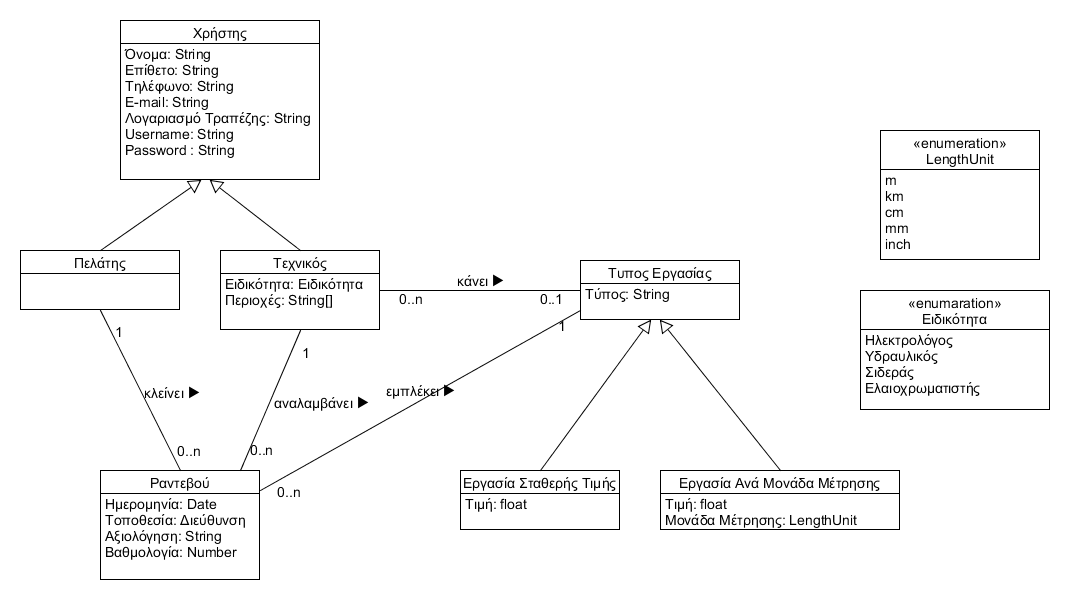 Χρήστης
Όνομα: String
Επίθετο: String
Τηλέφωνο: String
E-mail: String
Λογαριασμό Τραπέζης: String
Username: String
Password : String
«enumeration»
LengthUnit
m
km
cm
mm
inch
Πελάτης
Τεχνικός
Ειδικότητα: Ειδικότητα
Περιοχές: String[]
κάνει ▶
0..n
0..1
Τυπος Εργασίας
Τύπος: String
«enumaration»
Ειδικότητα
Ηλεκτρολόγος
Υδραυλικός
Σιδεράς
Ελαιοχρωματιστής
1
1
1
κλείνει ▶
αναλαμβάνει ▶
εμπλέκει ▶
0..n
0..n
0..n
Ραντεβού
Ημερομηνία: Date
Τοποθεσία: Διεύθυνση
Αξιολόγηση: String
Βαθμολογία: Number
Εργασία Σταθερής Τιμής
Τιμή: float
Εργασία Ανά Μονάδα Μέτρησης
Τιμή: float
Μονάδα Μέτρησης: LengthUnit